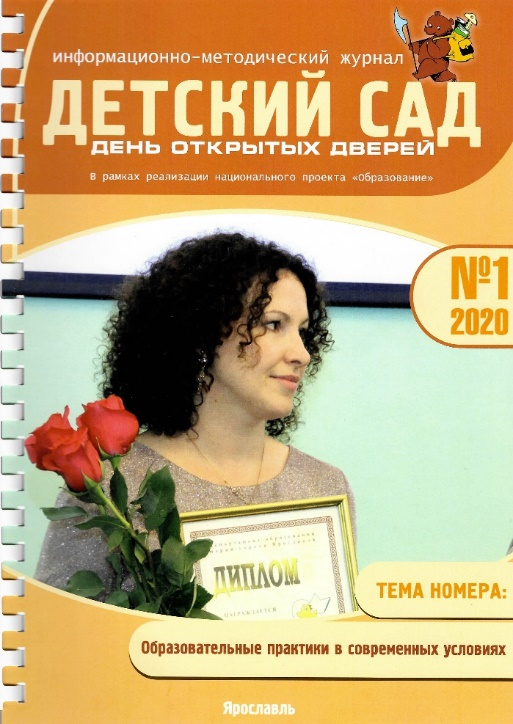 информационно-методический журнал
ДЕТСКИЙ САД
ДЕНЬ ОТКРЫТЫХ ДВЕРЕЙ
В рамках реализации национального проекта «Образование»
№1
2020
ДИПЛОМ
НАГРАЖДАЕТСЯ
ТЕМА НОМЕРА:
Образовательные практики в современных условиях
Ярославль